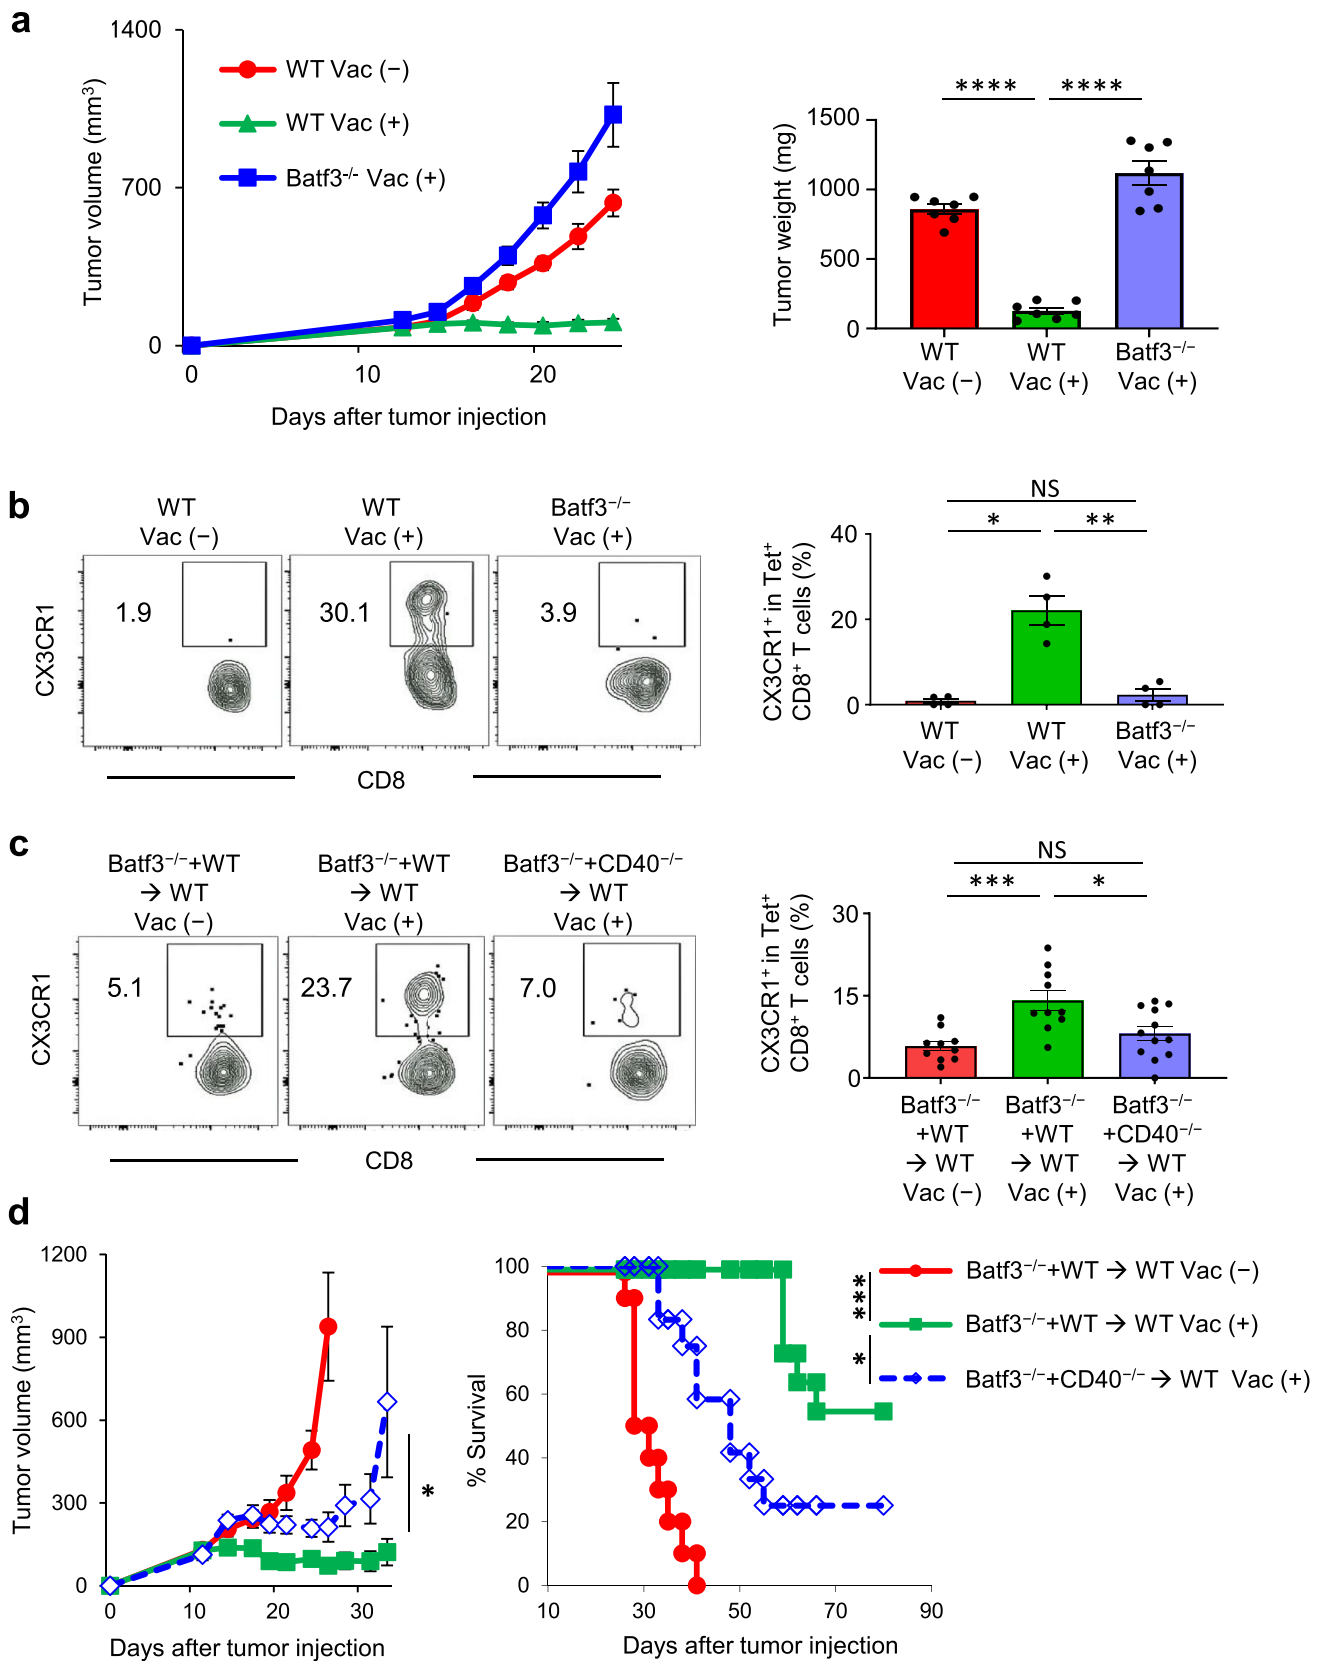 a
1400
700
0
Tumor volume (mm³)
WT Vac (−)
WT Vac (+)
Batf3⁻/⁻ Vac (+)
0
10
20
Days after tumor injection
****
****
1500
1000
500
0
Tumor weight (mg)
WT
Vac (−)
WT
Vac (+)
Batf3⁻/⁻
Vac (+)
b
WT
Vac (−)
WT
Vac (+)
Batf3⁻/⁻
Vac (+)
CX3CR1
1.9
30.1
3.9
CD8
NS
*
**
CX3CR1⁺ in Tet⁺
CD8⁺ T cells (%)
40
20
0
WT
Vac (−)
WT
Vac (+)
Batf3⁻/⁻
Vac (+)
c
Batf3⁻/⁻+WT
→ WT
Vac (−)
Batf3⁻/⁻+WT
→ WT
Vac (+)
Batf3⁻/⁻+CD40⁻/⁻
→ WT
Vac (+)
CX3CR1
5.1
23.7
7.0
CD8
NS
***
*
CX3CR1⁺ in Tet⁺
CD8⁺ T cells (%)
30
15
0
Batf3⁻/⁻
+WT
→ WT
Vac (−)
Batf3⁻/⁻
+WT
→ WT
Vac (+)
Batf3⁻/⁻
+CD40⁻/⁻
→ WT
Vac (+)
d
1200
900
600
300
0
Tumor volume (mm³)
*
0
10
20
30
Days after tumor injection
100
80
60
40
20
0
% Survival
10
30
50
70
90
Days after tumor injection
Batf3⁻/⁻+WT → WT Vac (−)
***
Batf3⁻/⁻+WT → WT Vac (+)
*
Batf3⁻/⁻+CD40⁻/⁻ → WT Vac (+)